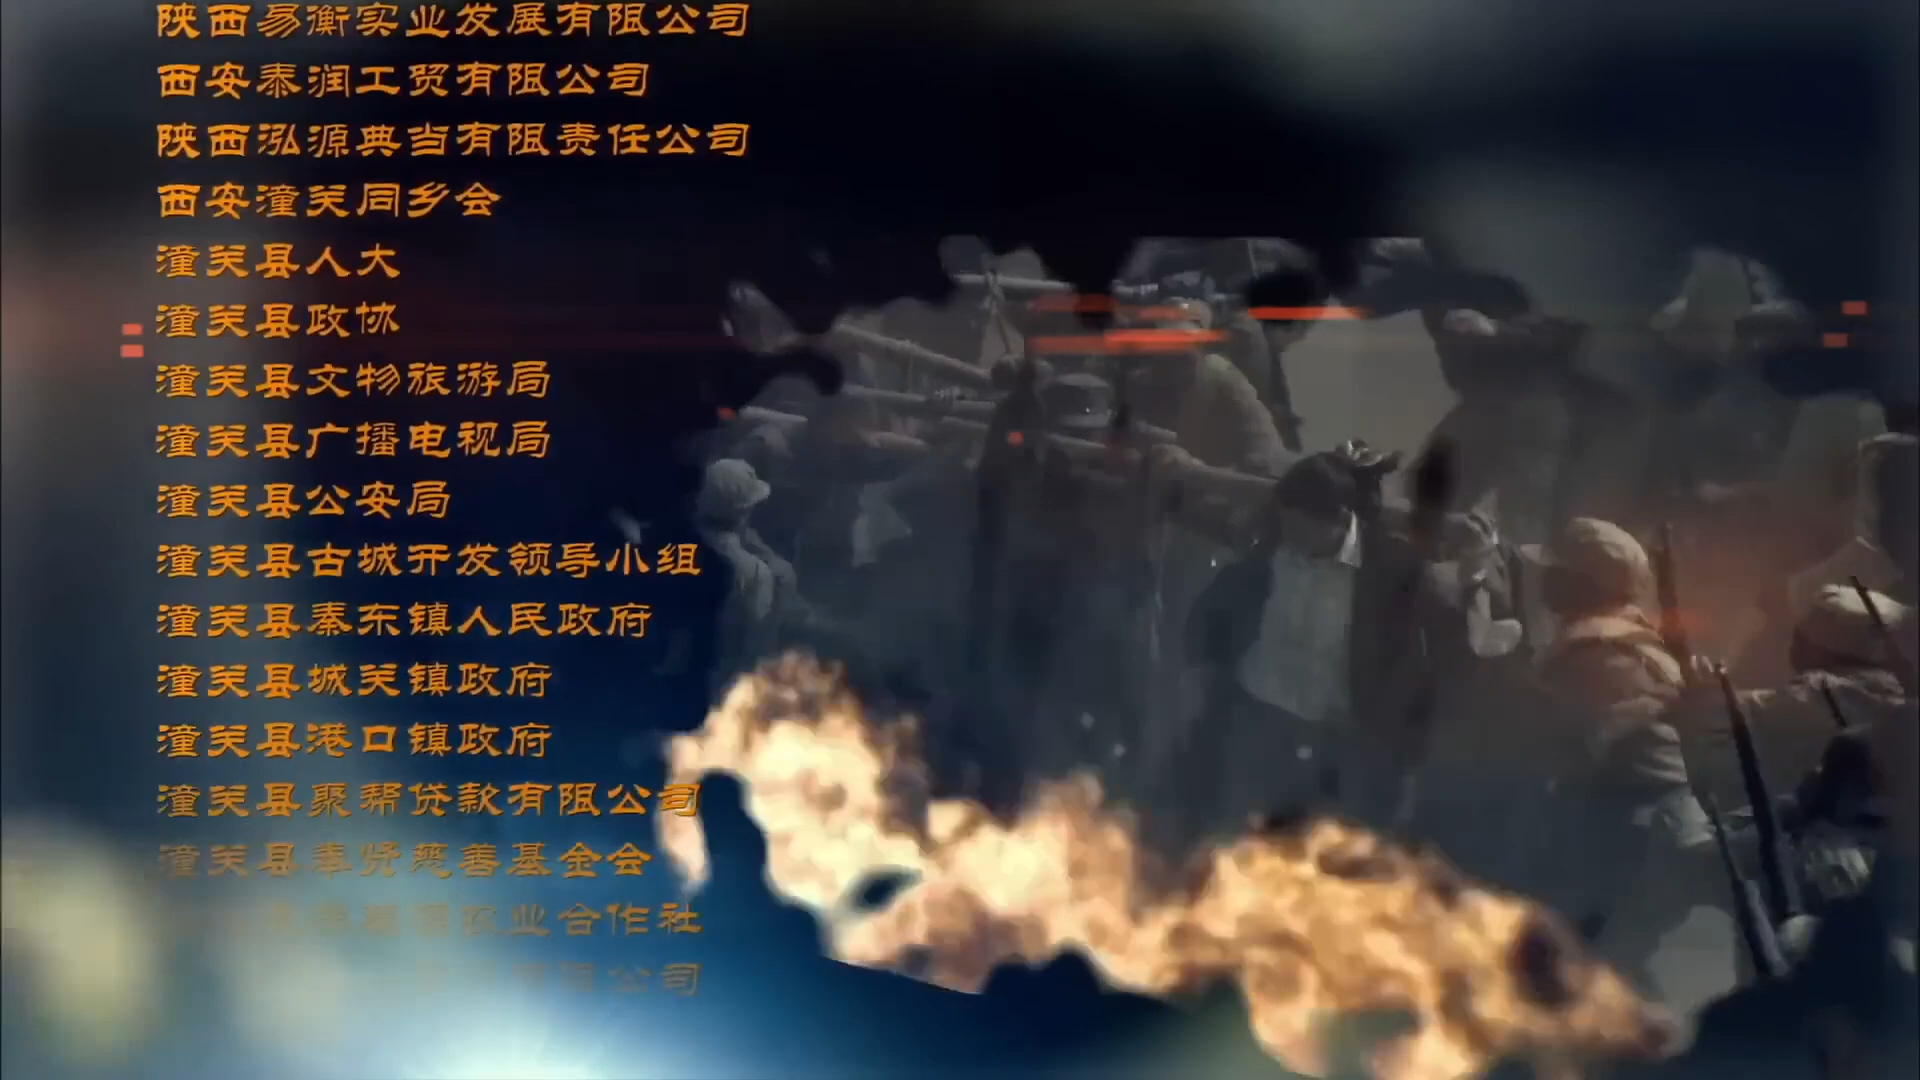 陕西易衡实业发展有限公司
西安泰润工贸有限公司
陕西泓源典当有限责任公司
西安潼关同乡会
潼关县人大
潼关县政协
潼关县文物旅游局
潼关县广播电视局
潼关县公安局
潼关县古城开发领导小组
潼关县秦东镇人民政府
潼关县城关镇政府
潼关县港口镇政府
潼关县聚帮贷款有限公司
潼关县奉贤慈善基金会
农业合作社
有限公司